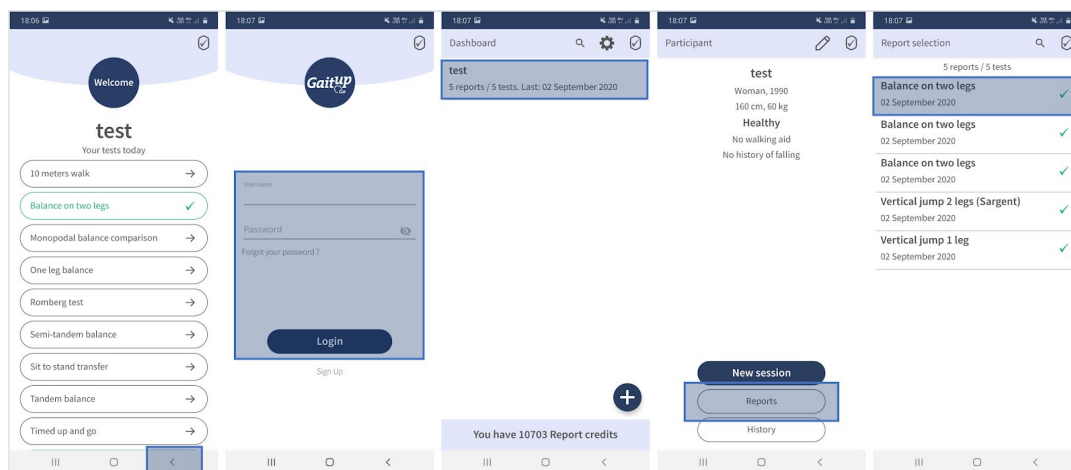 18:06
Welcome
test
Your tests today
10 meters walk
Balance on two legs
Monopodal balance comparison
One leg balance
Romberg test
Semi-tandem balance
Sit to stand transfer
Tandem balance
Timed up and go
18:07
Gaitup
Go
Username
Password
Forgot your password ?
Login
Sign Up
18:07
Dashboard
test
5 reports / 5 tests. Last: 02 September 2020
+
You have 10703 Report credits
18:07
Participant
test
Woman, 1990
160 cm, 60 kg
Healthy
No walking aid
No history of falling
New session
Reports
History
18:07
Report selection
5 reports / 5 tests
Balance on two legs
02 September 2020
Balance on two legs
02 September 2020
Balance on two legs
02 September 2020
Vertical jump 2 legs (Sargent)
02 September 2020
Vertical jump 1 leg
02 September 2020